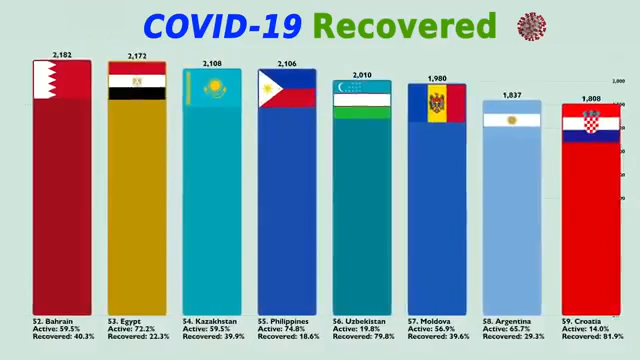 COVID-19 Recovered
2,182
2,172
2,108
2,106
2,010
1,980
1,837
1,808
2,000
52. Bahrain
Active: 59.5%
Recovered: 40.3%
53. Egypt
Active: 72.2%
Recovered: 22.3%
54. Kazakhstan
Active: 59.5%
Recovered: 39.9%
55. Philippines
Active: 74.8%
Recovered: 18.6%
56. Uzbekistan
Active: 19.8%
Recovered: 79.8%
57. Moldova
Active: 56.9%
Recovered: 39.6%
58. Argentina
Active: 65.7%
Recovered: 29.3%
59. Croatia
Active: 14.0%
Recovered: 81.9%